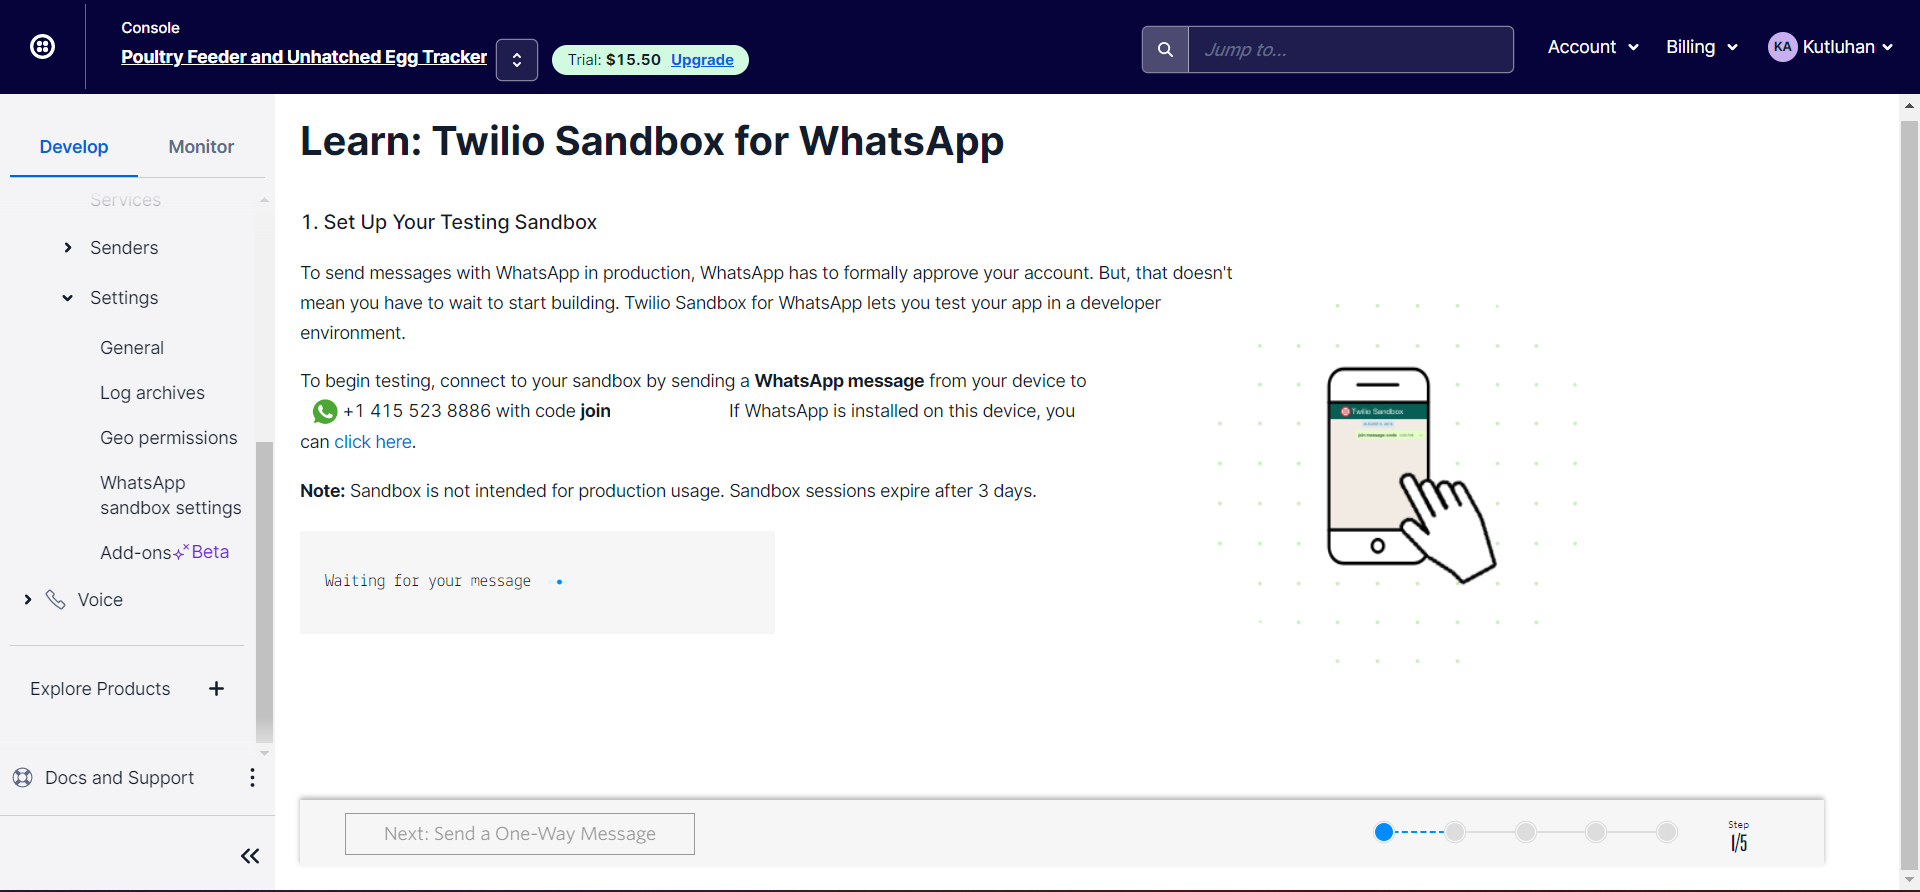 Console
Poultry Feeder and Unhatched Egg Tracker
Trial: $15.50 Upgrade
Jump to...
Account
Billing
KA Kutluhan
Develop
Monitor
Services
Senders
Settings
General
Log archives
Geo permissions
WhatsApp
sandbox settings
Add-ons Beta
Voice
Explore Products +
Docs and Support
Learn: Twilio Sandbox for WhatsApp
1. Set Up Your Testing Sandbox
To send messages with WhatsApp in production, WhatsApp has to formally approve your account. But, that doesn't
mean you have to wait to start building. Twilio Sandbox for WhatsApp lets you test your app in a developer
environment.
To begin testing, connect to your sandbox by sending a WhatsApp message from your device to
+1 415 523 8886 with code join If WhatsApp is installed on this device, you
can click here.
Note: Sandbox is not intended for production usage. Sandbox sessions expire after 3 days.
Waiting for your message
Twilio Sandbox
join message-code
Next: Send a One-Way Message
Step
1/5